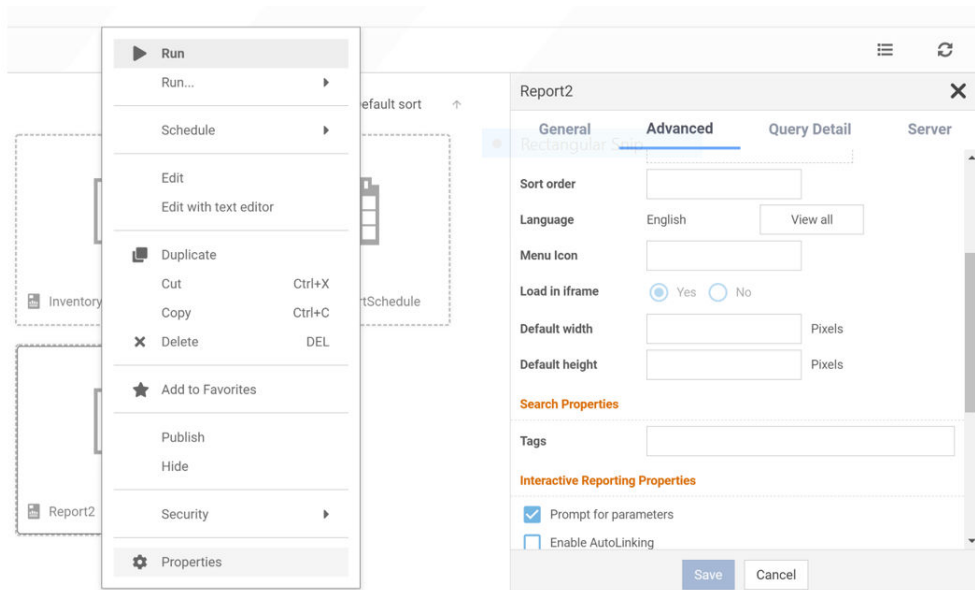 Run
Run...
Schedule
Edit
Edit with text editor
Duplicate
Cut Ctrl+X
Copy Ctrl+C
Delete DEL
Add to Favorites
Publish
Hide
Security
Properties
efault sort
Inventory
tSchedule
Report2
Report2
General Advanced Query Detail Server
Rectangular Snip
Sort order
Language English View all
Menu Icon
Load in iframe Yes No
Default width Pixels
Default height Pixels
Search Properties
Tags
Interactive Reporting Properties
Prompt for parameters
Enable AutoLinking
Save Cancel